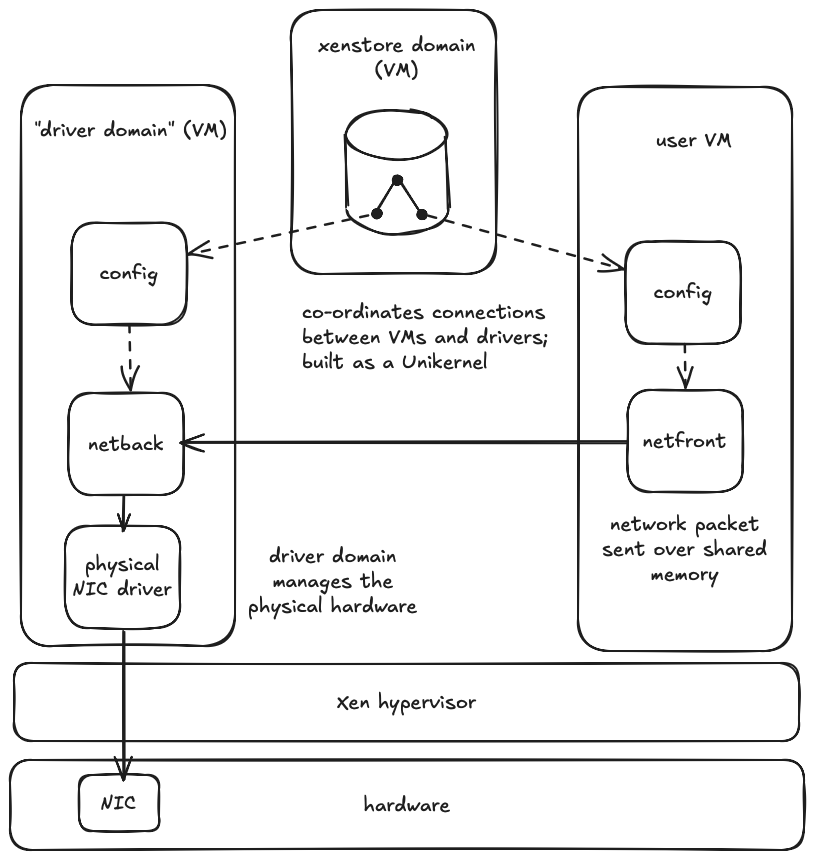 xenstore domain
(VM)
"driver domain" (VM)
user VM
config
config
co-ordinates connections
between VMs and drivers;
built as a Unikernel
netback
netfront
network packet
sent over shared
memory
physical
NIC driver
driver domain
manages the
physical hardware
Xen hypervisor
NIC
hardware